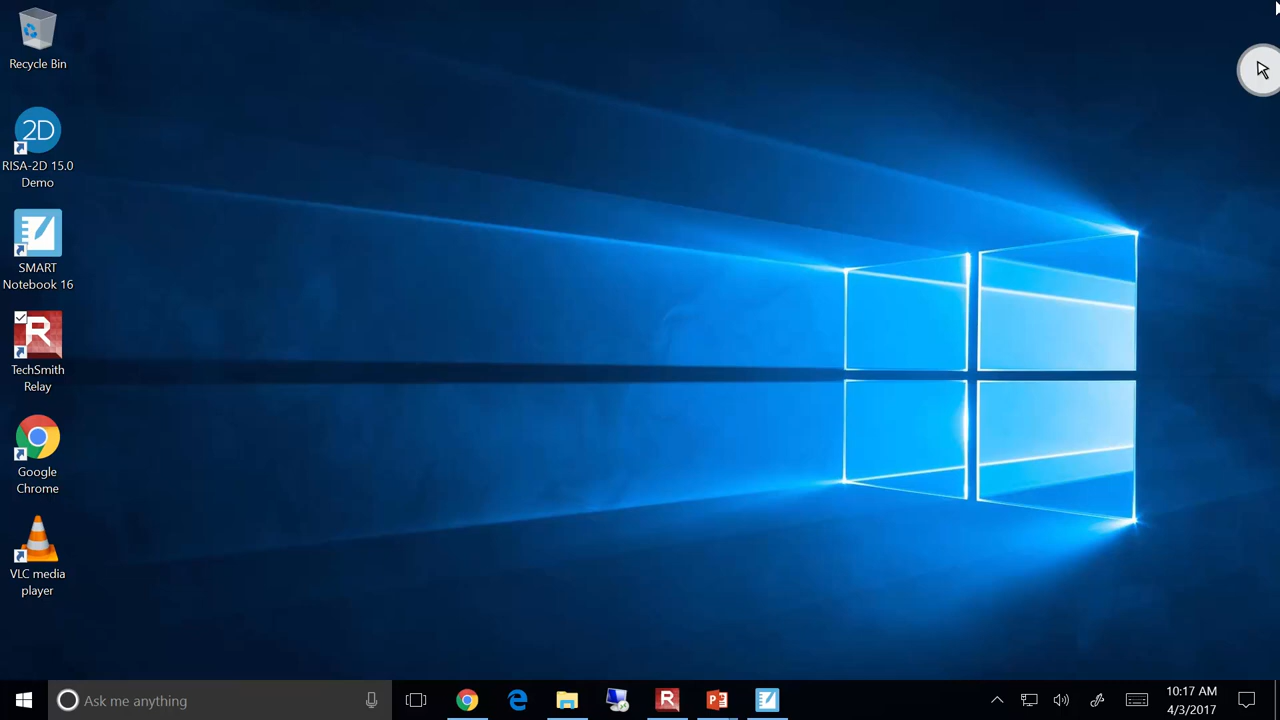 Recycle Bin
2D
RISA-2D 15.0
Demo
SMART
Notebook 16
R
TechSmith
Relay
Google
Chrome
VLC media
player
Ask me anything
R
P
10:17 AM
4/3/2017